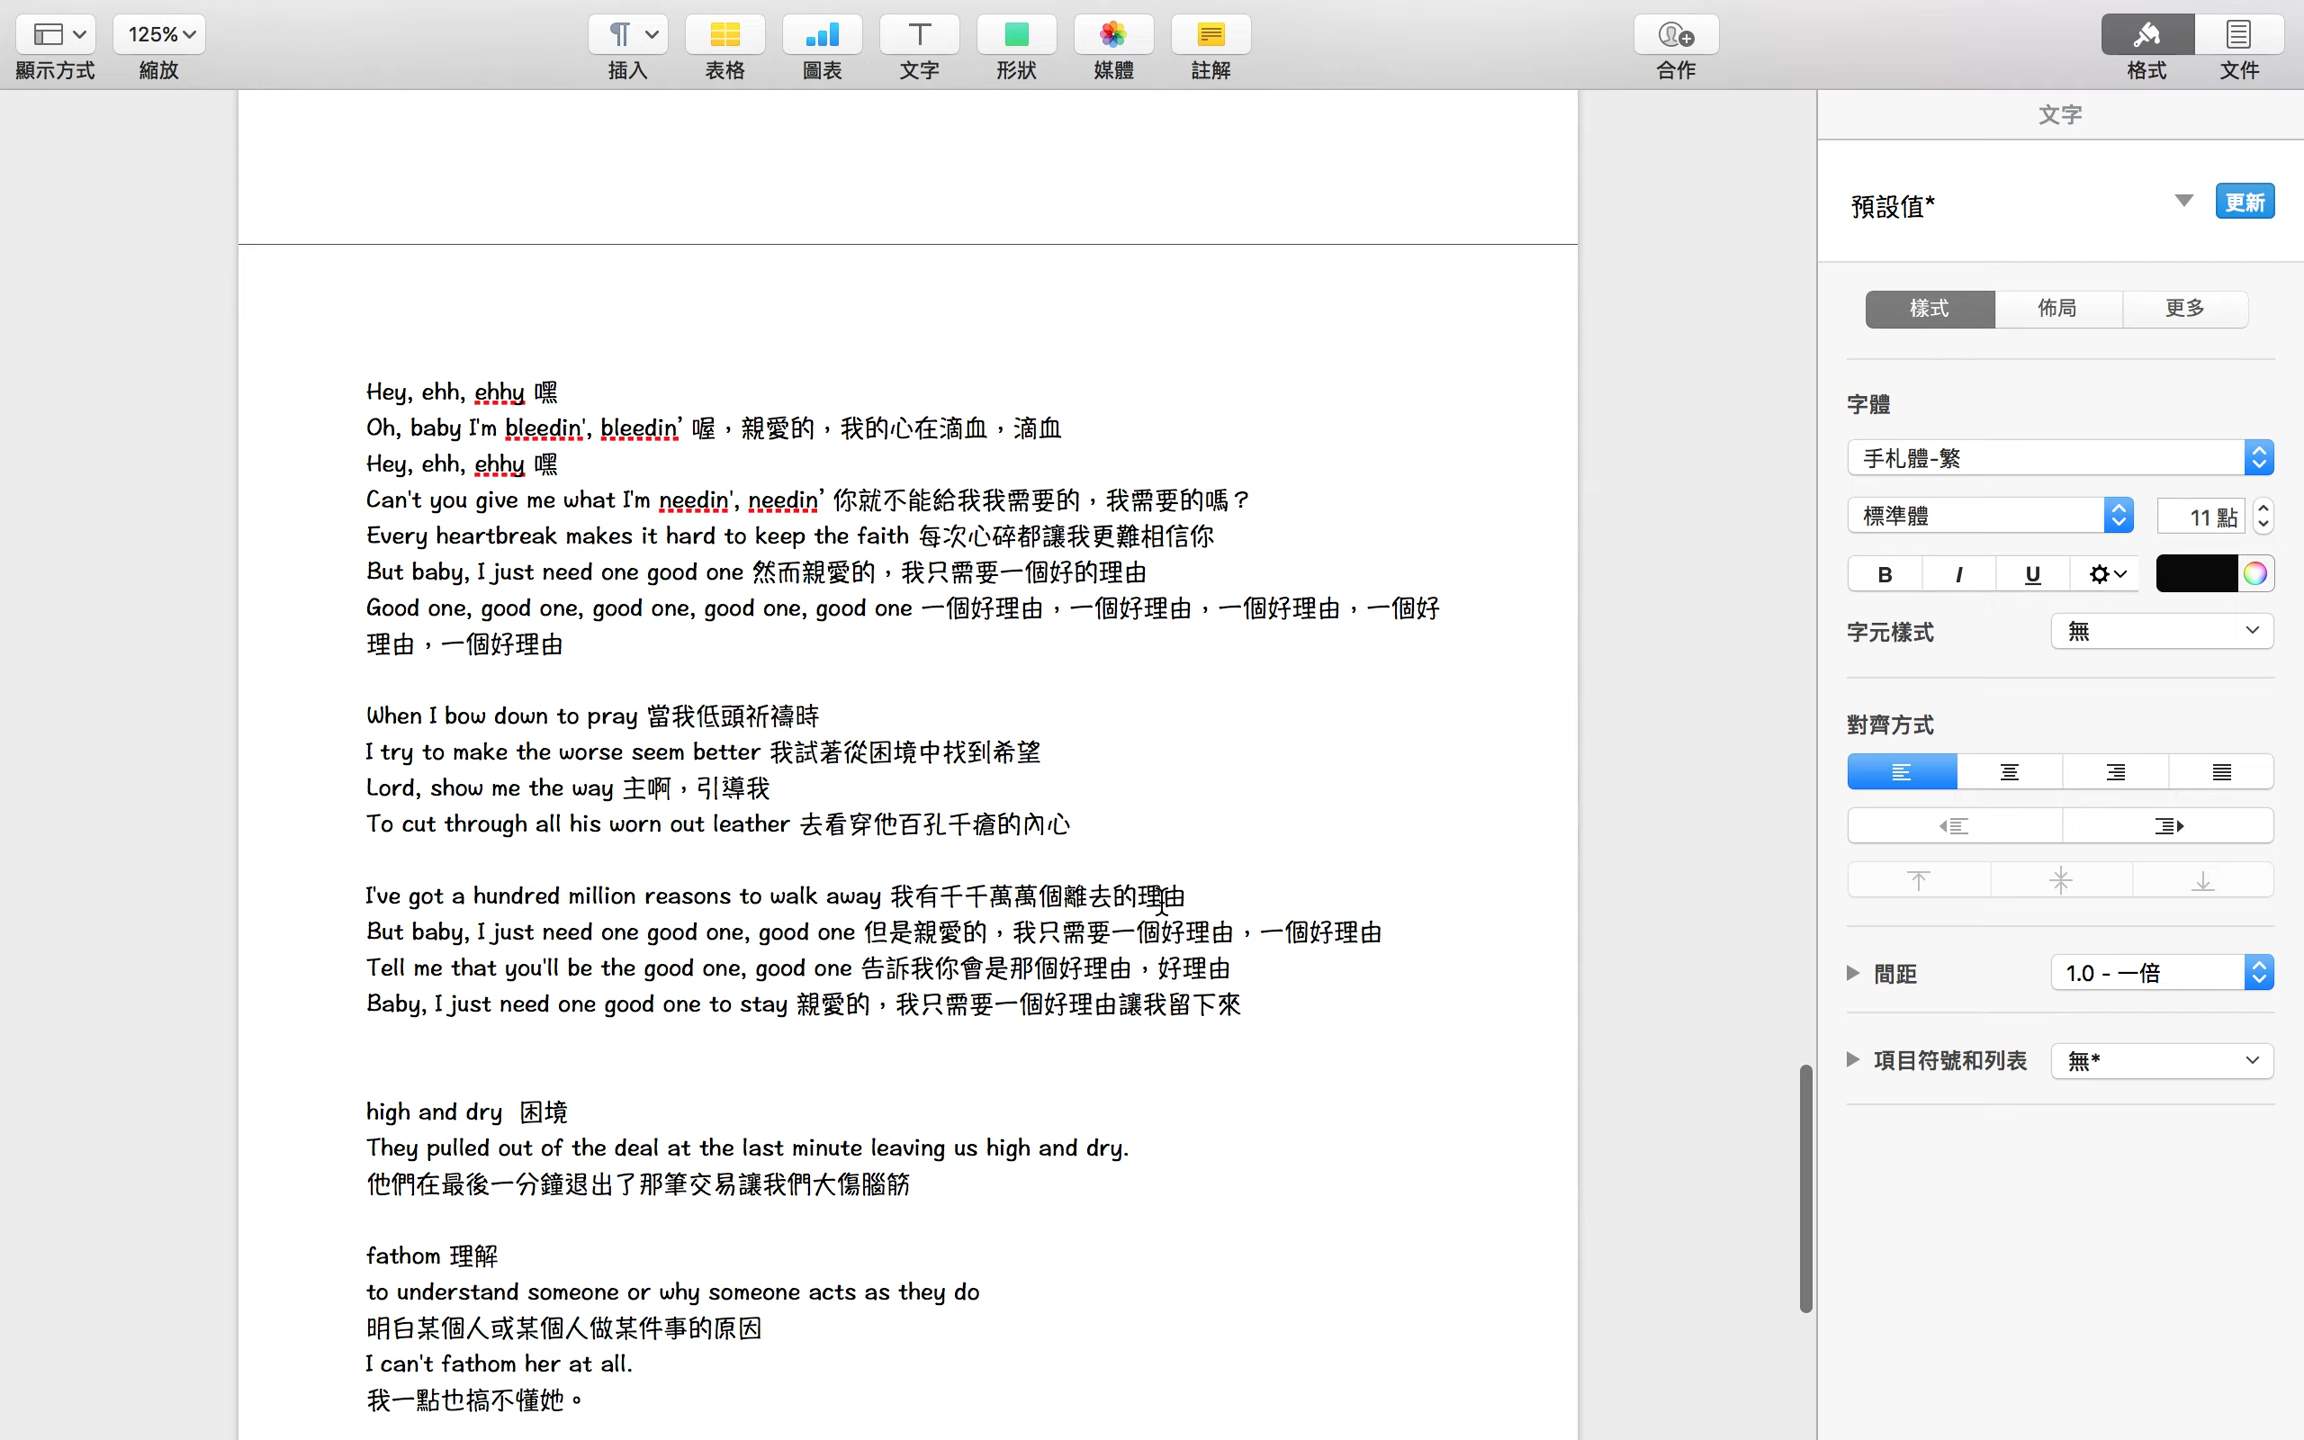 125%
顯示方式
縮放
插入
表格
圖表
文字
形狀
媒體
註解
合作
格式
文件
文字
預設值*
更新
樣式
佈局
更多
字體
手札體-繁
標準體
11 點
B
I
U
字元樣式
無
對齊方式
間距
1.0 - 一倍
項目符號和列表
無*
Hey, ehh, ehhy 嘿
Oh, baby I'm bleedin', bleedin’ 喔，親愛的，我的心在滴血，滴血
Hey, ehh, ehhy 嘿
Can't you give me what I'm needin', needin’ 你就不能給我我需要的，我需要的嗎？
Every heartbreak makes it hard to keep the faith 每次心碎都讓我更難相信你
But baby, I just need one good one 然而親愛的，我只需要一個好的理由
Good one, good one, good one, good one, good one 一個好理由，一個好理由，一個好理由，一個好
理由，一個好理由
When I bow down to pray 當我低頭祈禱時
I try to make the worse seem better 我試著從困境中找到希望
Lord, show me the way 主啊，引導我
To cut through all his worn out leather 去看穿他百孔千瘡的內心
I've got a hundred million reasons to walk away 我有千千萬萬個離去的理由
But baby, I just need one good one, good one 但是親愛的，我只需要一個好理由，一個好理由
Tell me that you'll be the good one, good one 告訴我你會是那個好理由，好理由
Baby, I just need one good one to stay 親愛的，我只需要一個好理由讓我留下來
high and dry 困境
They pulled out of the deal at the last minute leaving us high and dry.
他們在最後一分鐘退出了那筆交易讓我們大傷腦筋
fathom 理解
to understand someone or why someone acts as they do
明白某個人或某個人做某件事的原因
I can't fathom her at all.
我一點也搞不懂她。